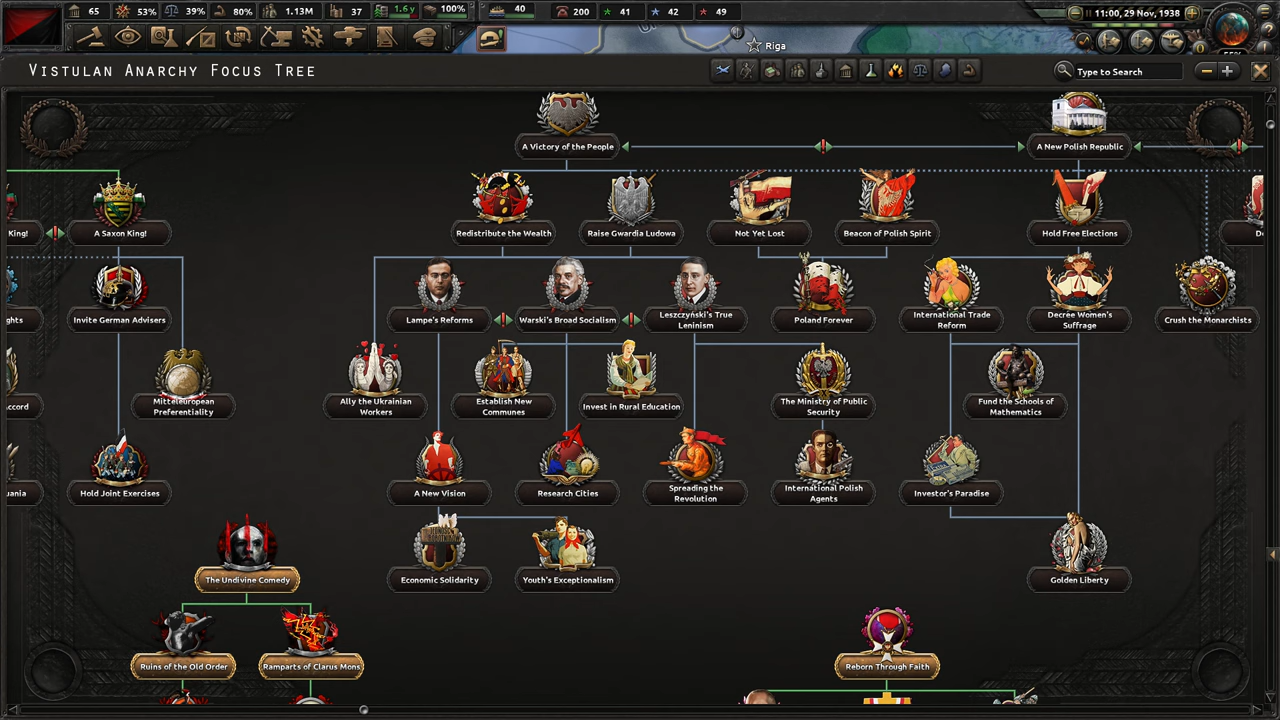 65 53% 39% 80% 1.13M 37 1.6y 100% 40 200 41 42 49 11:00, 29 Nov, 1938
Riga
0
55%
Vistulan Anarchy Focus Tree
Type to Search
A Victory of the People
A New Polish Republic
King!
A Saxon King!
Redistribute the Wealth
Raise Gwardia Ludowa
Not Yet Lost
Beacon of Polish Spirit
Hold Free Elections
ghts
Invite German Advisers
Lampe's Reforms
Warski's Broad Socialism
Leszczyński's True
Leninism
Poland Forever
International Trade
Reform
Decree Women's
Suffrage
Crush the Monarchists
ccord
Mitteleuropean
Preferentiality
Ally the Ukrainian
Workers
Establish New
Communes
Invest in Rural Education
The Ministry of Public
Security
Fund the Schools of
Mathematics
uania
Hold Joint Exercises
A New Vision
Research Cities
Spreading the
Revolution
International Polish
Agents
Investor's Paradise
The Undivine Comedy
Economic Solidarity
Youth's Exceptionalism
Golden Liberty
Ruins of the Old Order
Ramparts of Clarus Mons
Reborn Through Faith